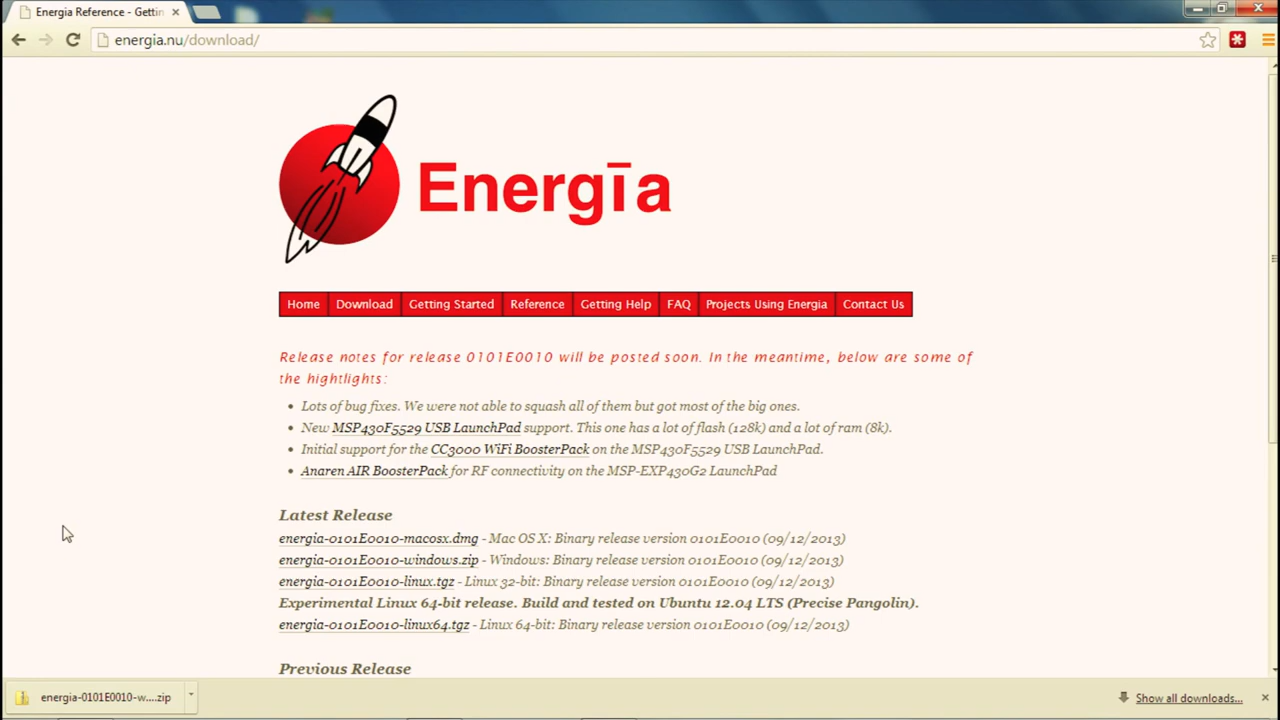 Energia Reference - Gettin
energia.nu/download/
Energīa
Home Download Getting Started Reference Getting Help FAQ Projects Using Energia Contact Us
Release notes for release 0101E0010 will be posted soon. In the meantime, below are some of
the hightlights:
Lots of bug fixes. We were not able to squash all of them but got most of the big ones.
New MSP430F5529 USB LaunchPad support. This one has a lot of flash (128k) and a lot of ram (8k).
Initial support for the CC3000 WiFi BoosterPack on the MSP430F5529 USB LaunchPad.
Anaren AIR BoosterPack for RF connectivity on the MSP-EXP430G2 LaunchPad
Latest Release
energia-0101E0010-macosx.dmg - Mac OS X: Binary release version 0101E0010 (09/12/2013)
energia-0101E0010-windows.zip - Windows: Binary release version 0101E0010 (09/12/2013)
energia-0101E0010-linux.tgz - Linux 32-bit: Binary release version 0101E0010 (09/12/2013)
Experimental Linux 64-bit release. Build and tested on Ubuntu 12.04 LTS (Precise Pangolin).
energia-0101E0010-linux64.tgz - Linux 64-bit: Binary release version 0101E0010 (09/12/2013)
Previous Release
energia-0101E0010-w....zip
Show all downloads...